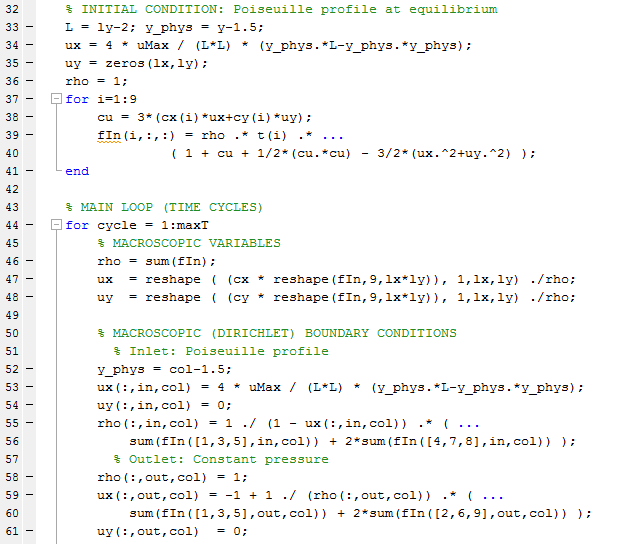 32 % INITIAL CONDITION: Poiseuille profile at equilibrium
33 - L = ly-2; y_phys = y-1.5;
34 - ux = 4 * uMax / (L*L) * (y_phys.*L-y_phys.*y_phys);
35 - uy = zeros(lx,ly);
36 - rho = 1;
37 - for i=1:9
38 - cu = 3*(cx(i)*ux+cy(i)*uy);
39 - fIn(i,:,:) = rho .* t(i) .* ...
40 ( 1 + cu + 1/2*(cu.*cu) - 3/2*(ux.^2+uy.^2) );
41 - end
42
43 % MAIN LOOP (TIME CYCLES)
44 - for cycle = 1:maxT
45 % MACROSCOPIC VARIABLES
46 - rho = sum(fIn);
47 - ux = reshape ( (cx * reshape(fIn,9,lx*ly)), 1,lx,ly) ./rho;
48 - uy = reshape ( (cy * reshape(fIn,9,lx*ly)), 1,lx,ly) ./rho;
49
50 % MACROSCOPIC (DIRICHLET) BOUNDARY CONDITIONS
51 % Inlet: Poiseuille profile
52 - y_phys = col-1.5;
53 - ux(:,in,col) = 4 * uMax / (L*L) * (y_phys.*L-y_phys.*y_phys);
54 - uy(:,in,col) = 0;
55 - rho(:,in,col) = 1 ./ (1 - ux(:,in,col)) .* ( ...
56 sum(fIn([1,3,5],in,col)) + 2*sum(fIn([4,7,8],in,col)) );
57 % Outlet: Constant pressure
58 - rho(:,out,col) = 1;
59 - ux(:,out,col) = -1 + 1 ./ (rho(:,out,col)) .* ( ...
60 sum(fIn([1,3,5],out,col)) + 2*sum(fIn([2,6,9],out,col)) );
61 - uy(:,out,col) = 0;